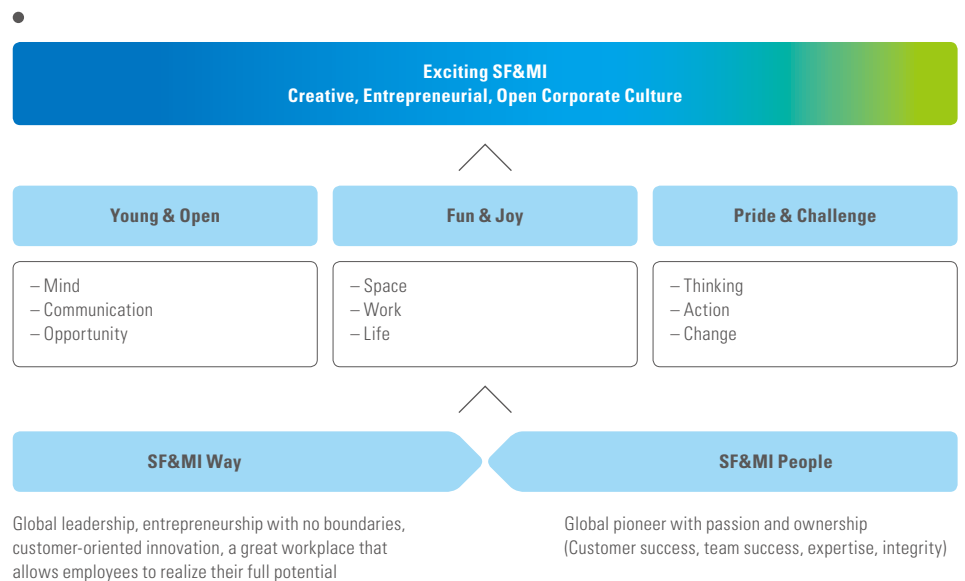 Exciting SF&MI
Creative, Entrepreneurial, Open Corporate Culture
Young & Open
– Mind
– Communication
– Opportunity
Fun & Joy
– Space
– Work
– Life
Pride & Challenge
– Thinking
– Action
– Change
SF&MI Way
Global leadership, entrepreneurship with no boundaries,
customer-oriented innovation, a great workplace that
allows employees to realize their full potential
SF&MI People
Global pioneer with passion and ownership
(Customer success, team success, expertise, integrity)